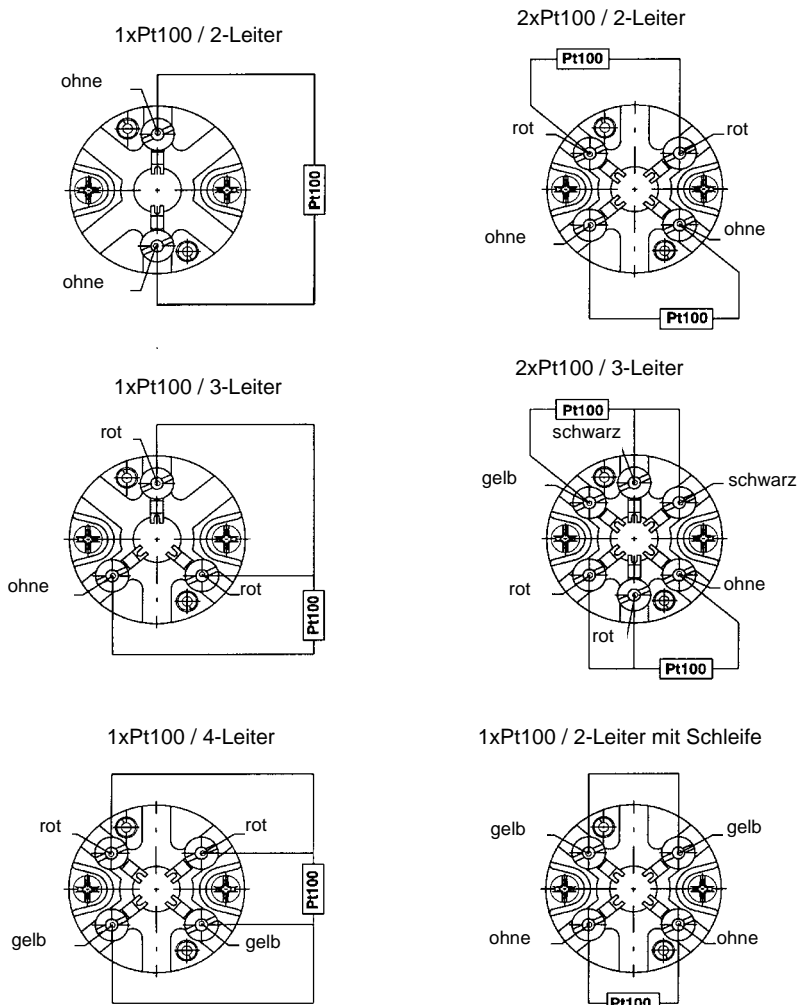 1xPt100 / 2-Leiter
ohne
Pt100
ohne
2xPt100 / 2-Leiter
Pt100
rot
rot
ohne
ohne
Pt100
1xPt100 / 3-Leiter
rot
ohne
rot
Pt100
2xPt100 / 3-Leiter
Pt100
schwarz
gelb
schwarz
rot
ohne
rot
Pt100
1xPt100 / 4-Leiter
rot
rot
Pt100
gelb
gelb
1xPt100 / 2-Leiter mit Schleife
gelb
gelb
ohne
ohne
Pt100